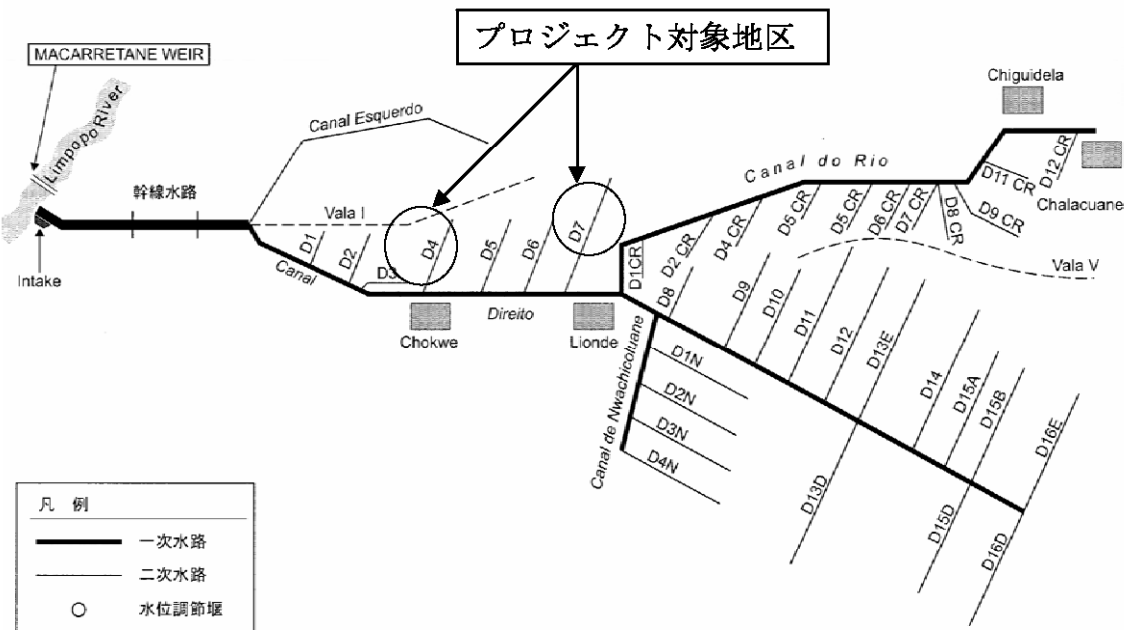 プロジェクト対象地区
MACARRETANE WEIR
Limpopo River
Intake
幹線水路
Canal Esquerdo
Vala I
Canal
Direito
D1
D2
D3
D4
D5
D6
D7
Chokwe
Lionde
Canal do Rio
Chiguidela
Chalacuane
D1CR
D2 CR
D4 CR
D5 CR
D5 CR
D6 CR
D7 CR
D8 CR
D9 CR
D11 CR
D12 CR
Vala V
D8
D9
D10
D11
D12
D13E
D14
D15A
D15B
D16E
D13D
D15D
D16D
Canal de Nwachicoluane
D1N
D2N
D3N
D4N
凡 例
一次水路
二次水路
水位調節堰